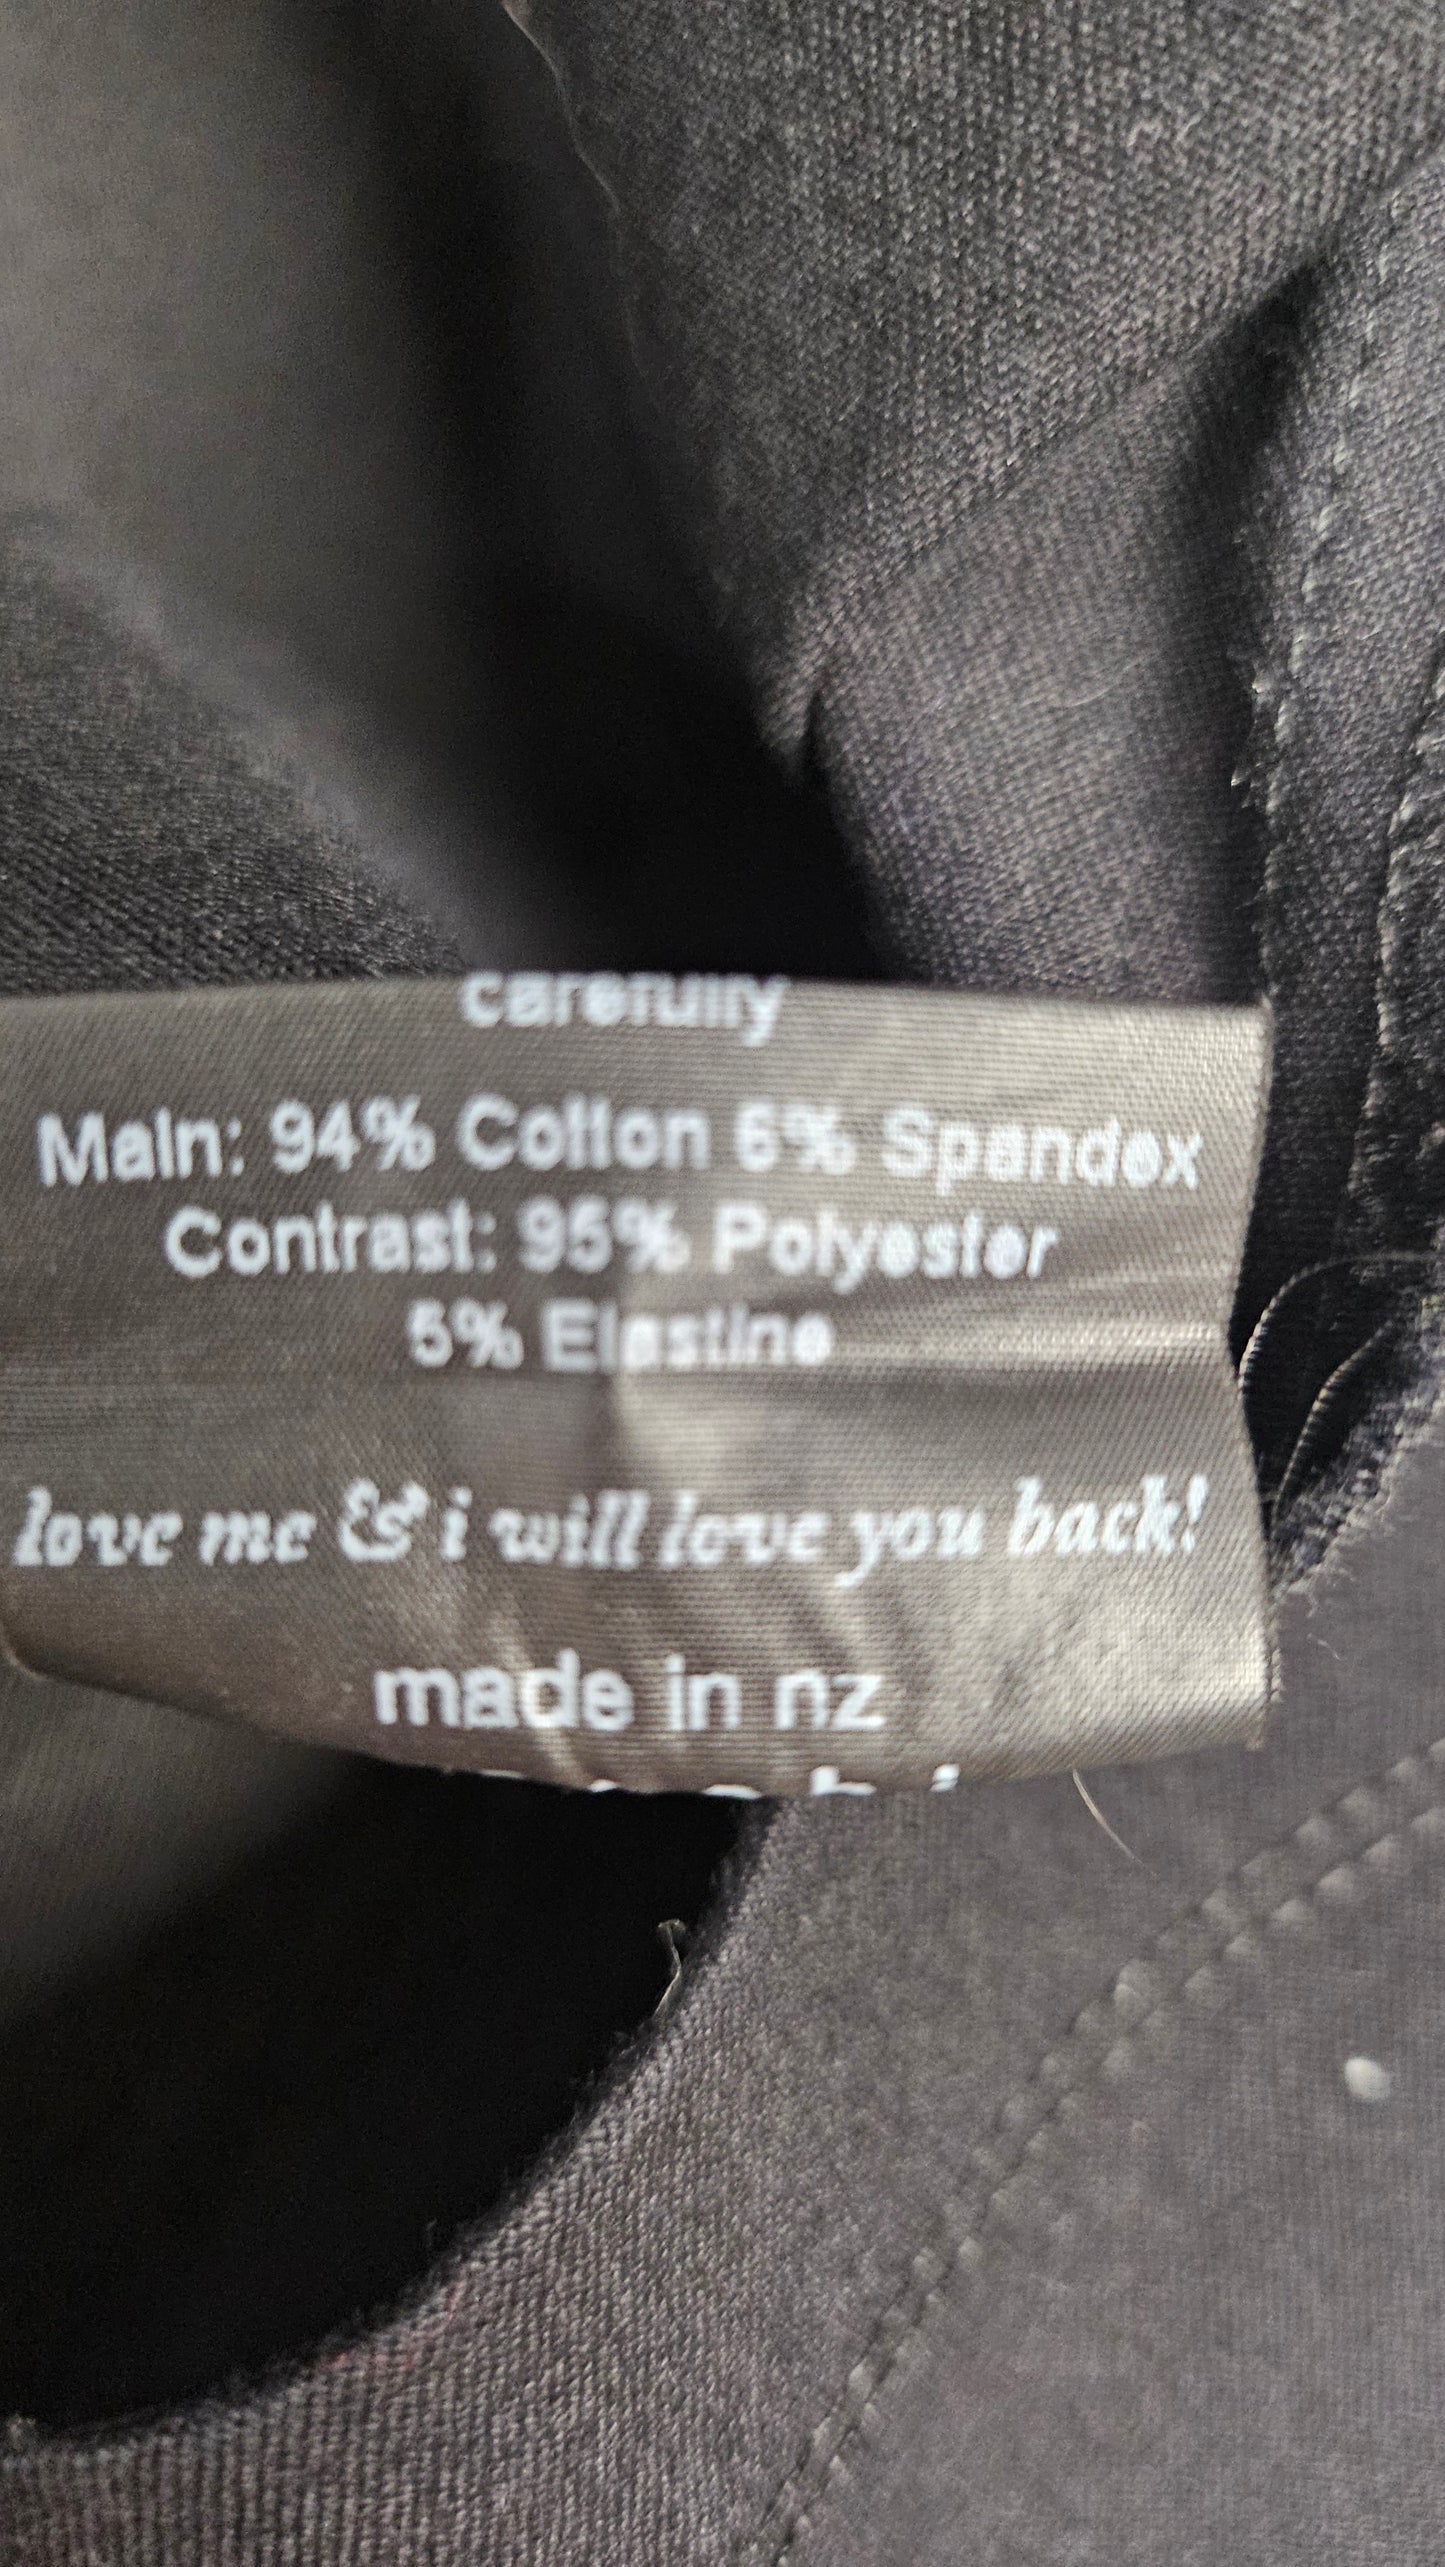 carefully
Main: 94% Cotton 6% Spandex
Contrast: 95% Polyester
5% Elastine
love me & i will love you back!
made in nz